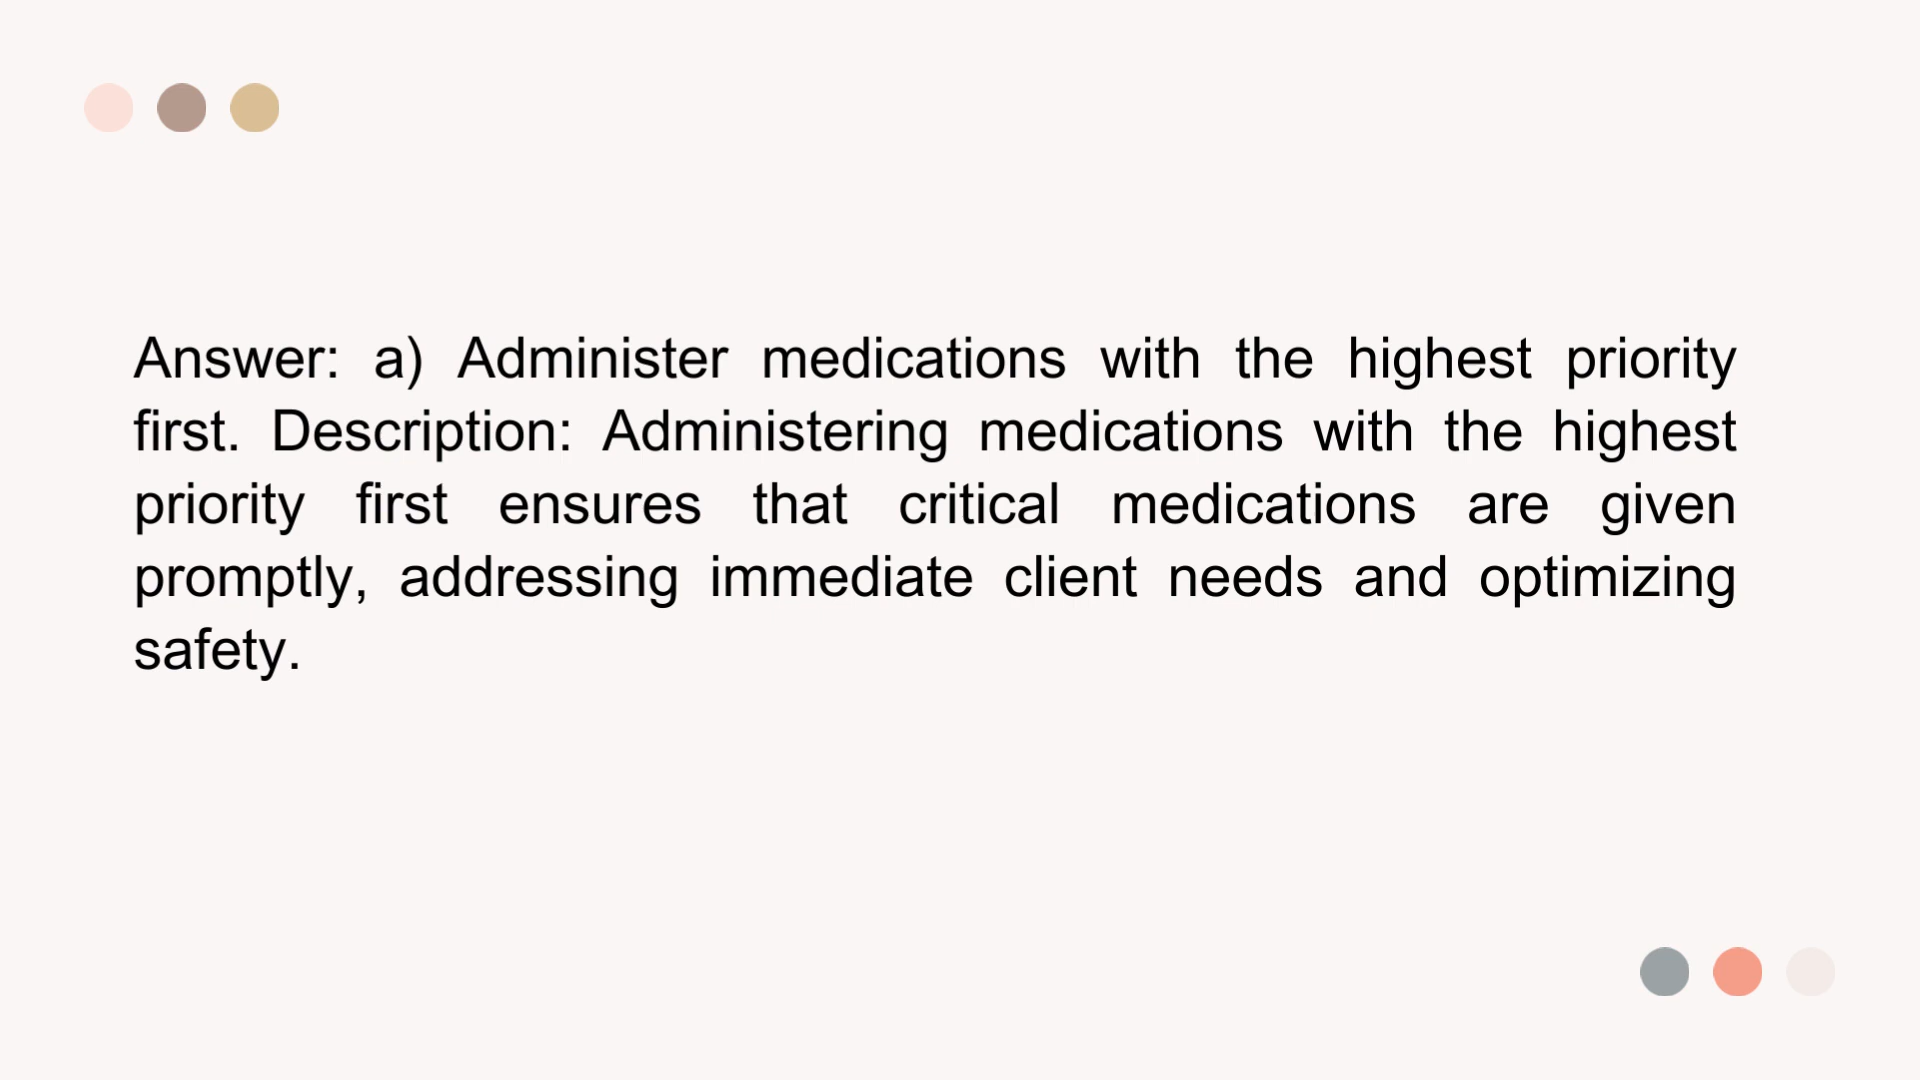 Answer: a) Administer medications with the highest priority
first. Description: Administering medications with the highest
priority first ensures that critical medications are given
promptly, addressing immediate client needs and optimizing
safety.